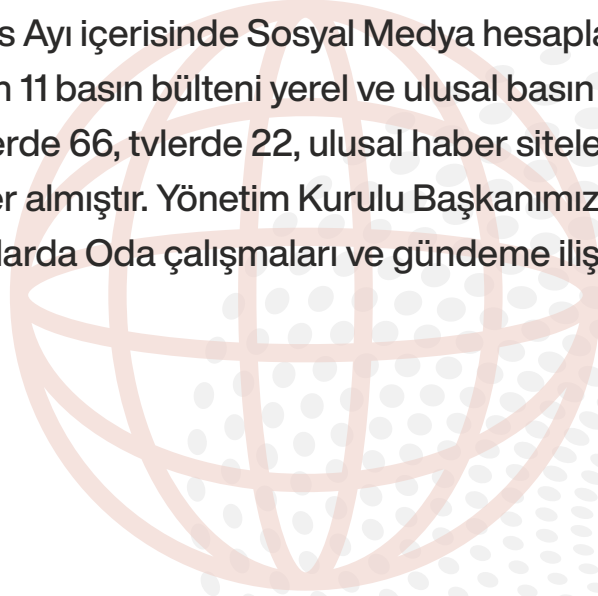 s Ayı içerisinde Sosyal Medya hesapla
n 11 basın bülteni yerel ve ulusal basın
erde 66, tvlerde 22, ulusal haber sitele
er almıştır. Yönetim Kurulu Başkanımız
larda Oda çalışmaları ve gündeme iliş